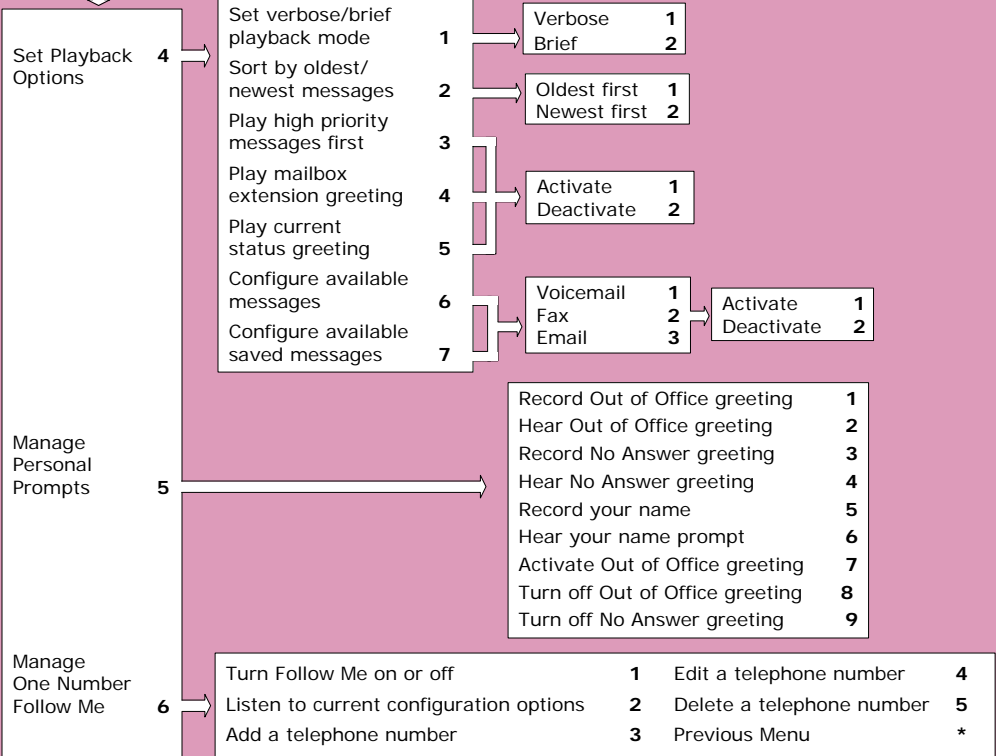 Set Playback 4
Options
Set verbose/brief
playback mode 1
Sort by oldest/
newest messages 2
Play high priority
messages first 3
Play mailbox
extension greeting 4
Play current
status greeting 5
Configure available
messages 6
Configure available
saved messages 7
Verbose 1
Brief 2
Oldest first 1
Newest first 2
Activate 1
Deactivate 2
Voicemail 1
Fax 2
Email 3
Activate 1
Deactivate 2
Manage
Personal
Prompts 5
Record Out of Office greeting 1
Hear Out of Office greeting 2
Record No Answer greeting 3
Hear No Answer greeting 4
Record your name 5
Hear your name prompt 6
Activate Out of Office greeting 7
Turn off Out of Office greeting 8
Turn off No Answer greeting 9
Manage
One Number
Follow Me 6
Turn Follow Me on or off 1
Listen to current configuration options 2
Add a telephone number 3
Edit a telephone number 4
Delete a telephone number 5
Previous Menu *